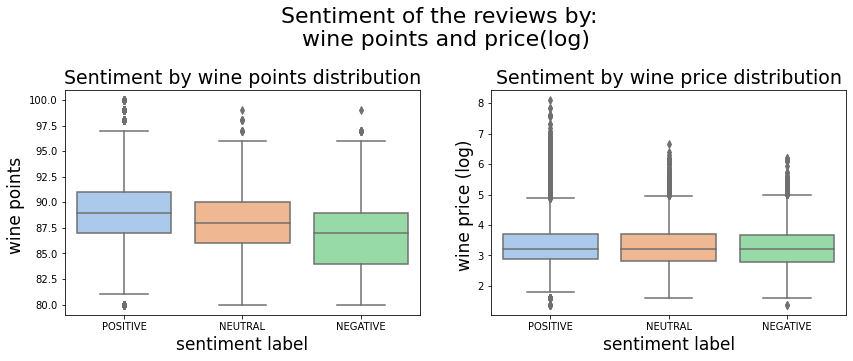 Sentiment of the reviews by:
wine points and price(log)
Sentiment by wine points distribution
100.0
97.5
95.0
92.5
90.0
87.5
85.0
82.5
80.0
wine points
POSITIVE
NEUTRAL
NEGATIVE
sentiment label
Sentiment by wine price distribution
8
7
6
5
4
3
2
wine price (log)
POSITIVE
NEUTRAL
NEGATIVE
sentiment label